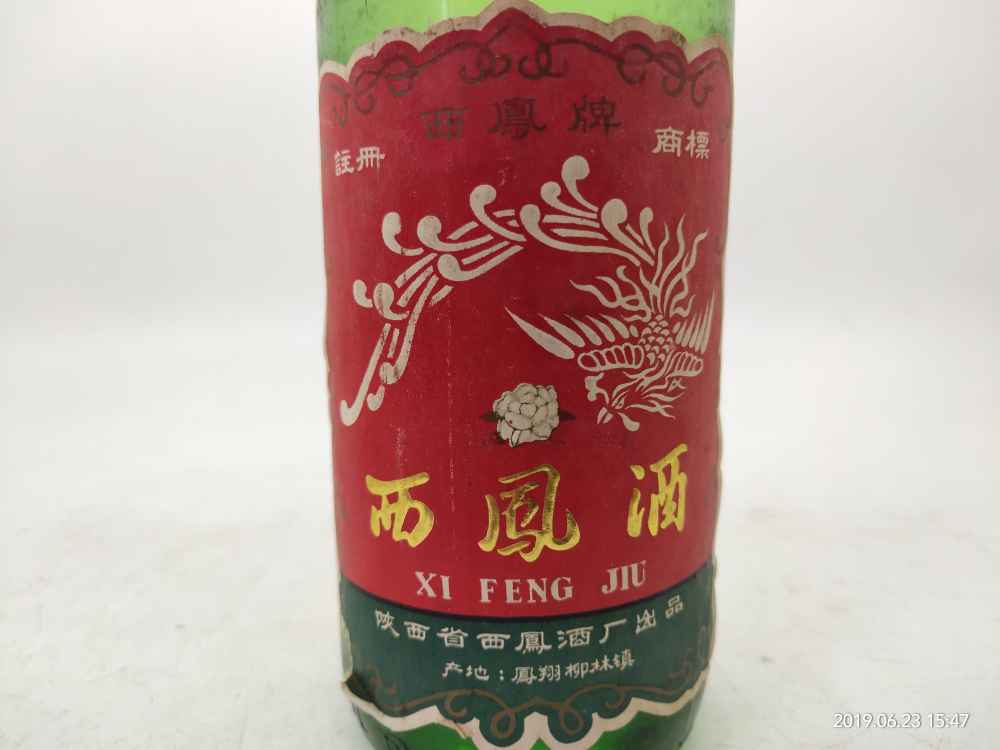 西鳳牌
註冊 商標
西鳳酒
XI FENG JIU
陕西省西鳳酒厂出品
产地：鳳翔柳林镇
2019.06.23 15:47